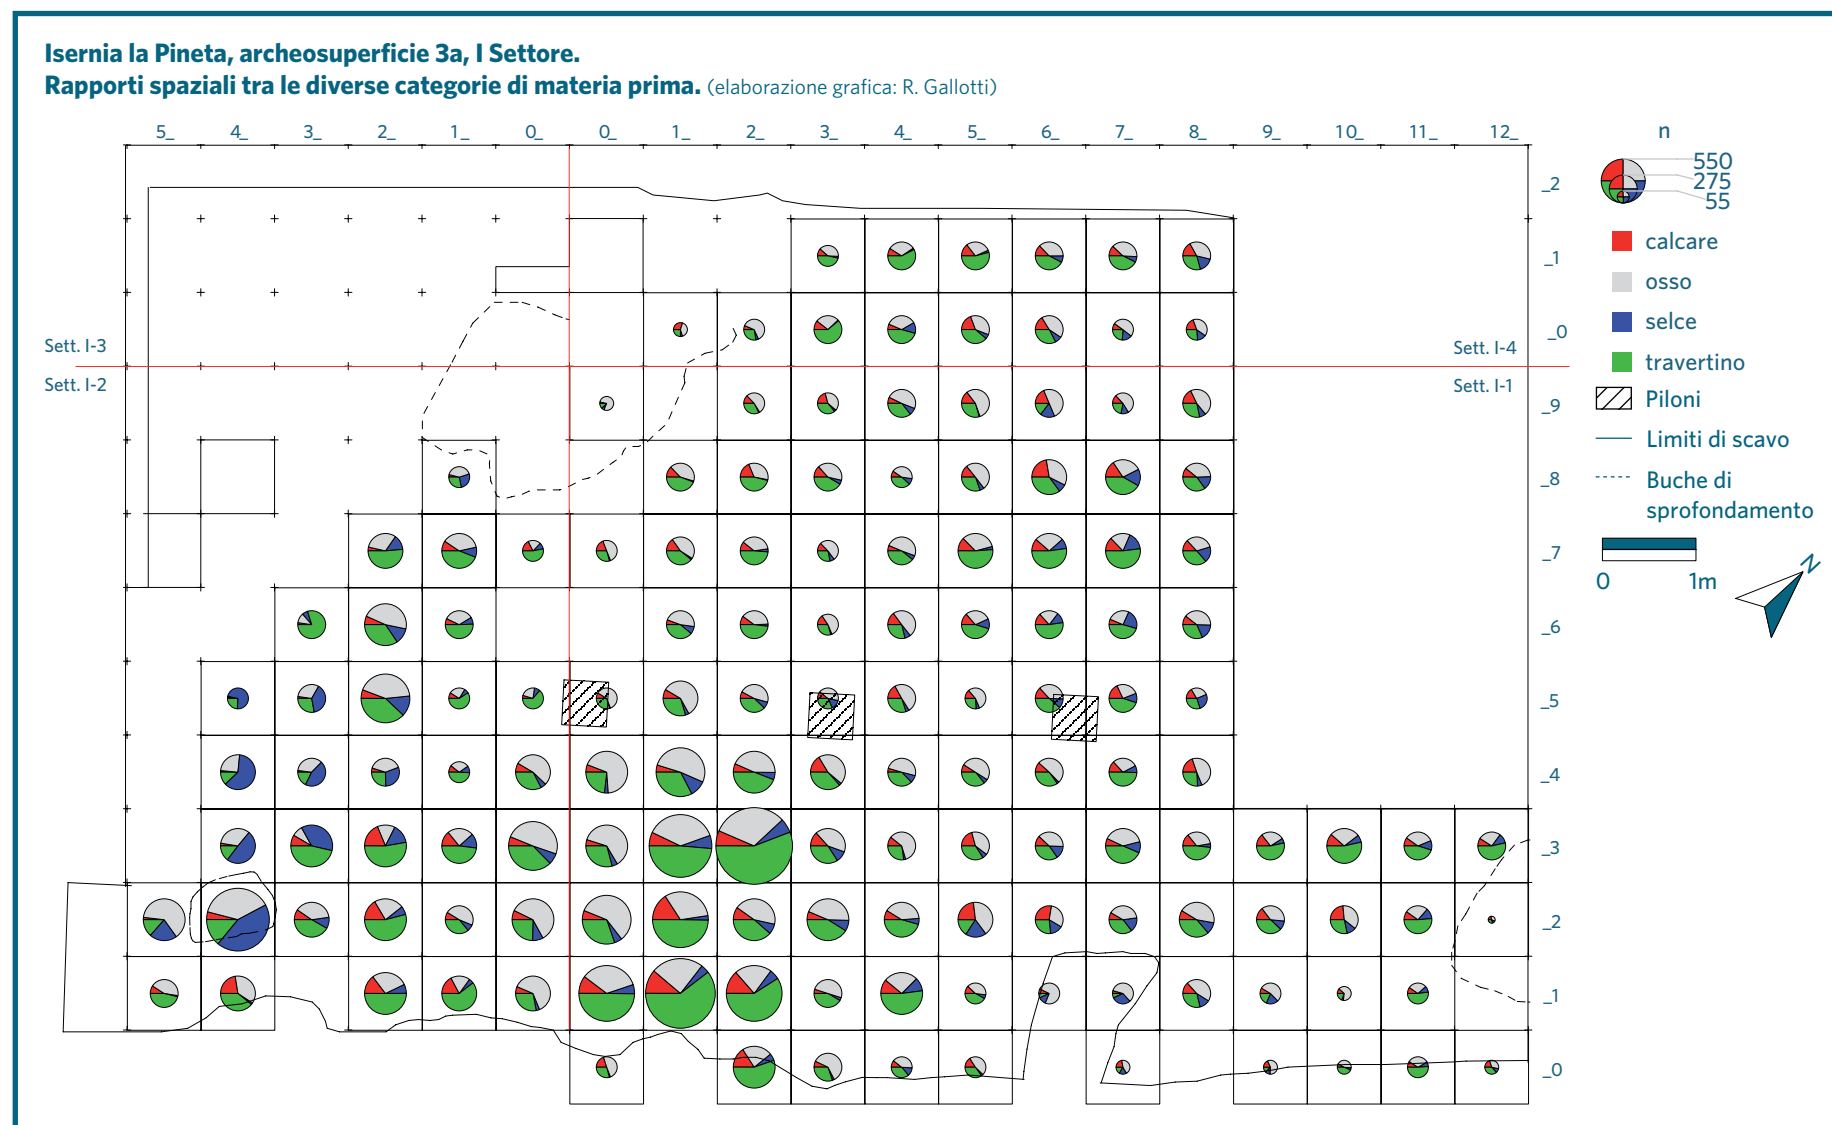 Isernia la Pineta, archeosuperficie 3a, I Settore.
Rapporti spaziali tra le diverse categorie di materia prima. (elaborazione grafica: R. Gallotti)
5_ 4_ 3_ 2_ 1_ 0_ 0_ 1_ 2_ 3_ 4_ 5_ 6_ 7_ 8_ 9_ 10_ 11_ 12_
_2
_1
_0
_9
_8
_7
_6
_5
_4
_3
_2
_1
_0
Sett. I-3
Sett. I-2
Sett. I-4
Sett. I-1
n
550
275
55
calcare
osso
selce
travertino
Piloni
Limiti di scavo
Buche di
sprofondamento
0 1m
N